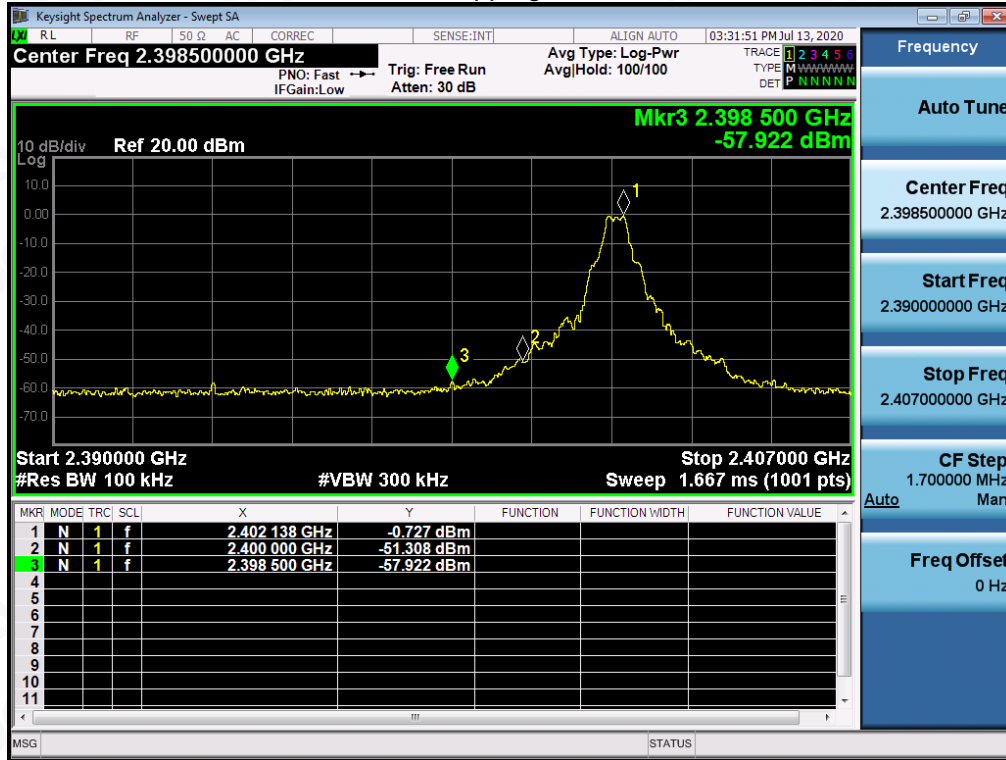 Keysight Spectrum Analyzer - Swept SA
LXI RL RF 50 Ω AC CORREC SENSE:INT ALIGN AUTO 03:31:51 PM Jul 13, 2020
Center Freq 2.398500000 GHz
PNO: Fast
IFGain:Low
Trig: Free Run
Atten: 30 dB
Avg Type: Log-Pwr
Avg|Hold: 100/100
TRACE 1 2 3 4 5 6
TYPE M WWWWW
DET P N N N N N
Mkr3 2.398 500 GHz
-57.922 dBm
10 dB/div Ref 20.00 dBm
Log
10.0
0.00
-10.0
-20.0
-30.0
-40.0
-50.0
-60.0
-70.0
1
2
3
Start 2.390000 GHz
Stop 2.407000 GHz
#Res BW 100 kHz #VBW 300 kHz Sweep 1.667 ms (1001 pts)
MKR MODE TRC SCL X Y FUNCTION FUNCTION WIDTH FUNCTION VALUE
1 N 1 f 2.402 138 GHz -0.727 dBm
2 N 1 f 2.400 000 GHz -51.308 dBm
3 N 1 f 2.398 500 GHz -57.922 dBm
4
5
6
7
8
9
10
11
MSG STATUS
Frequency
Auto Tune
Center Freq
2.398500000 GHz
Start Freq
2.390000000 GHz
Stop Freq
2.407000000 GHz
CF Step
1.700000 MHz
Auto Man
Freq Offset
0 Hz